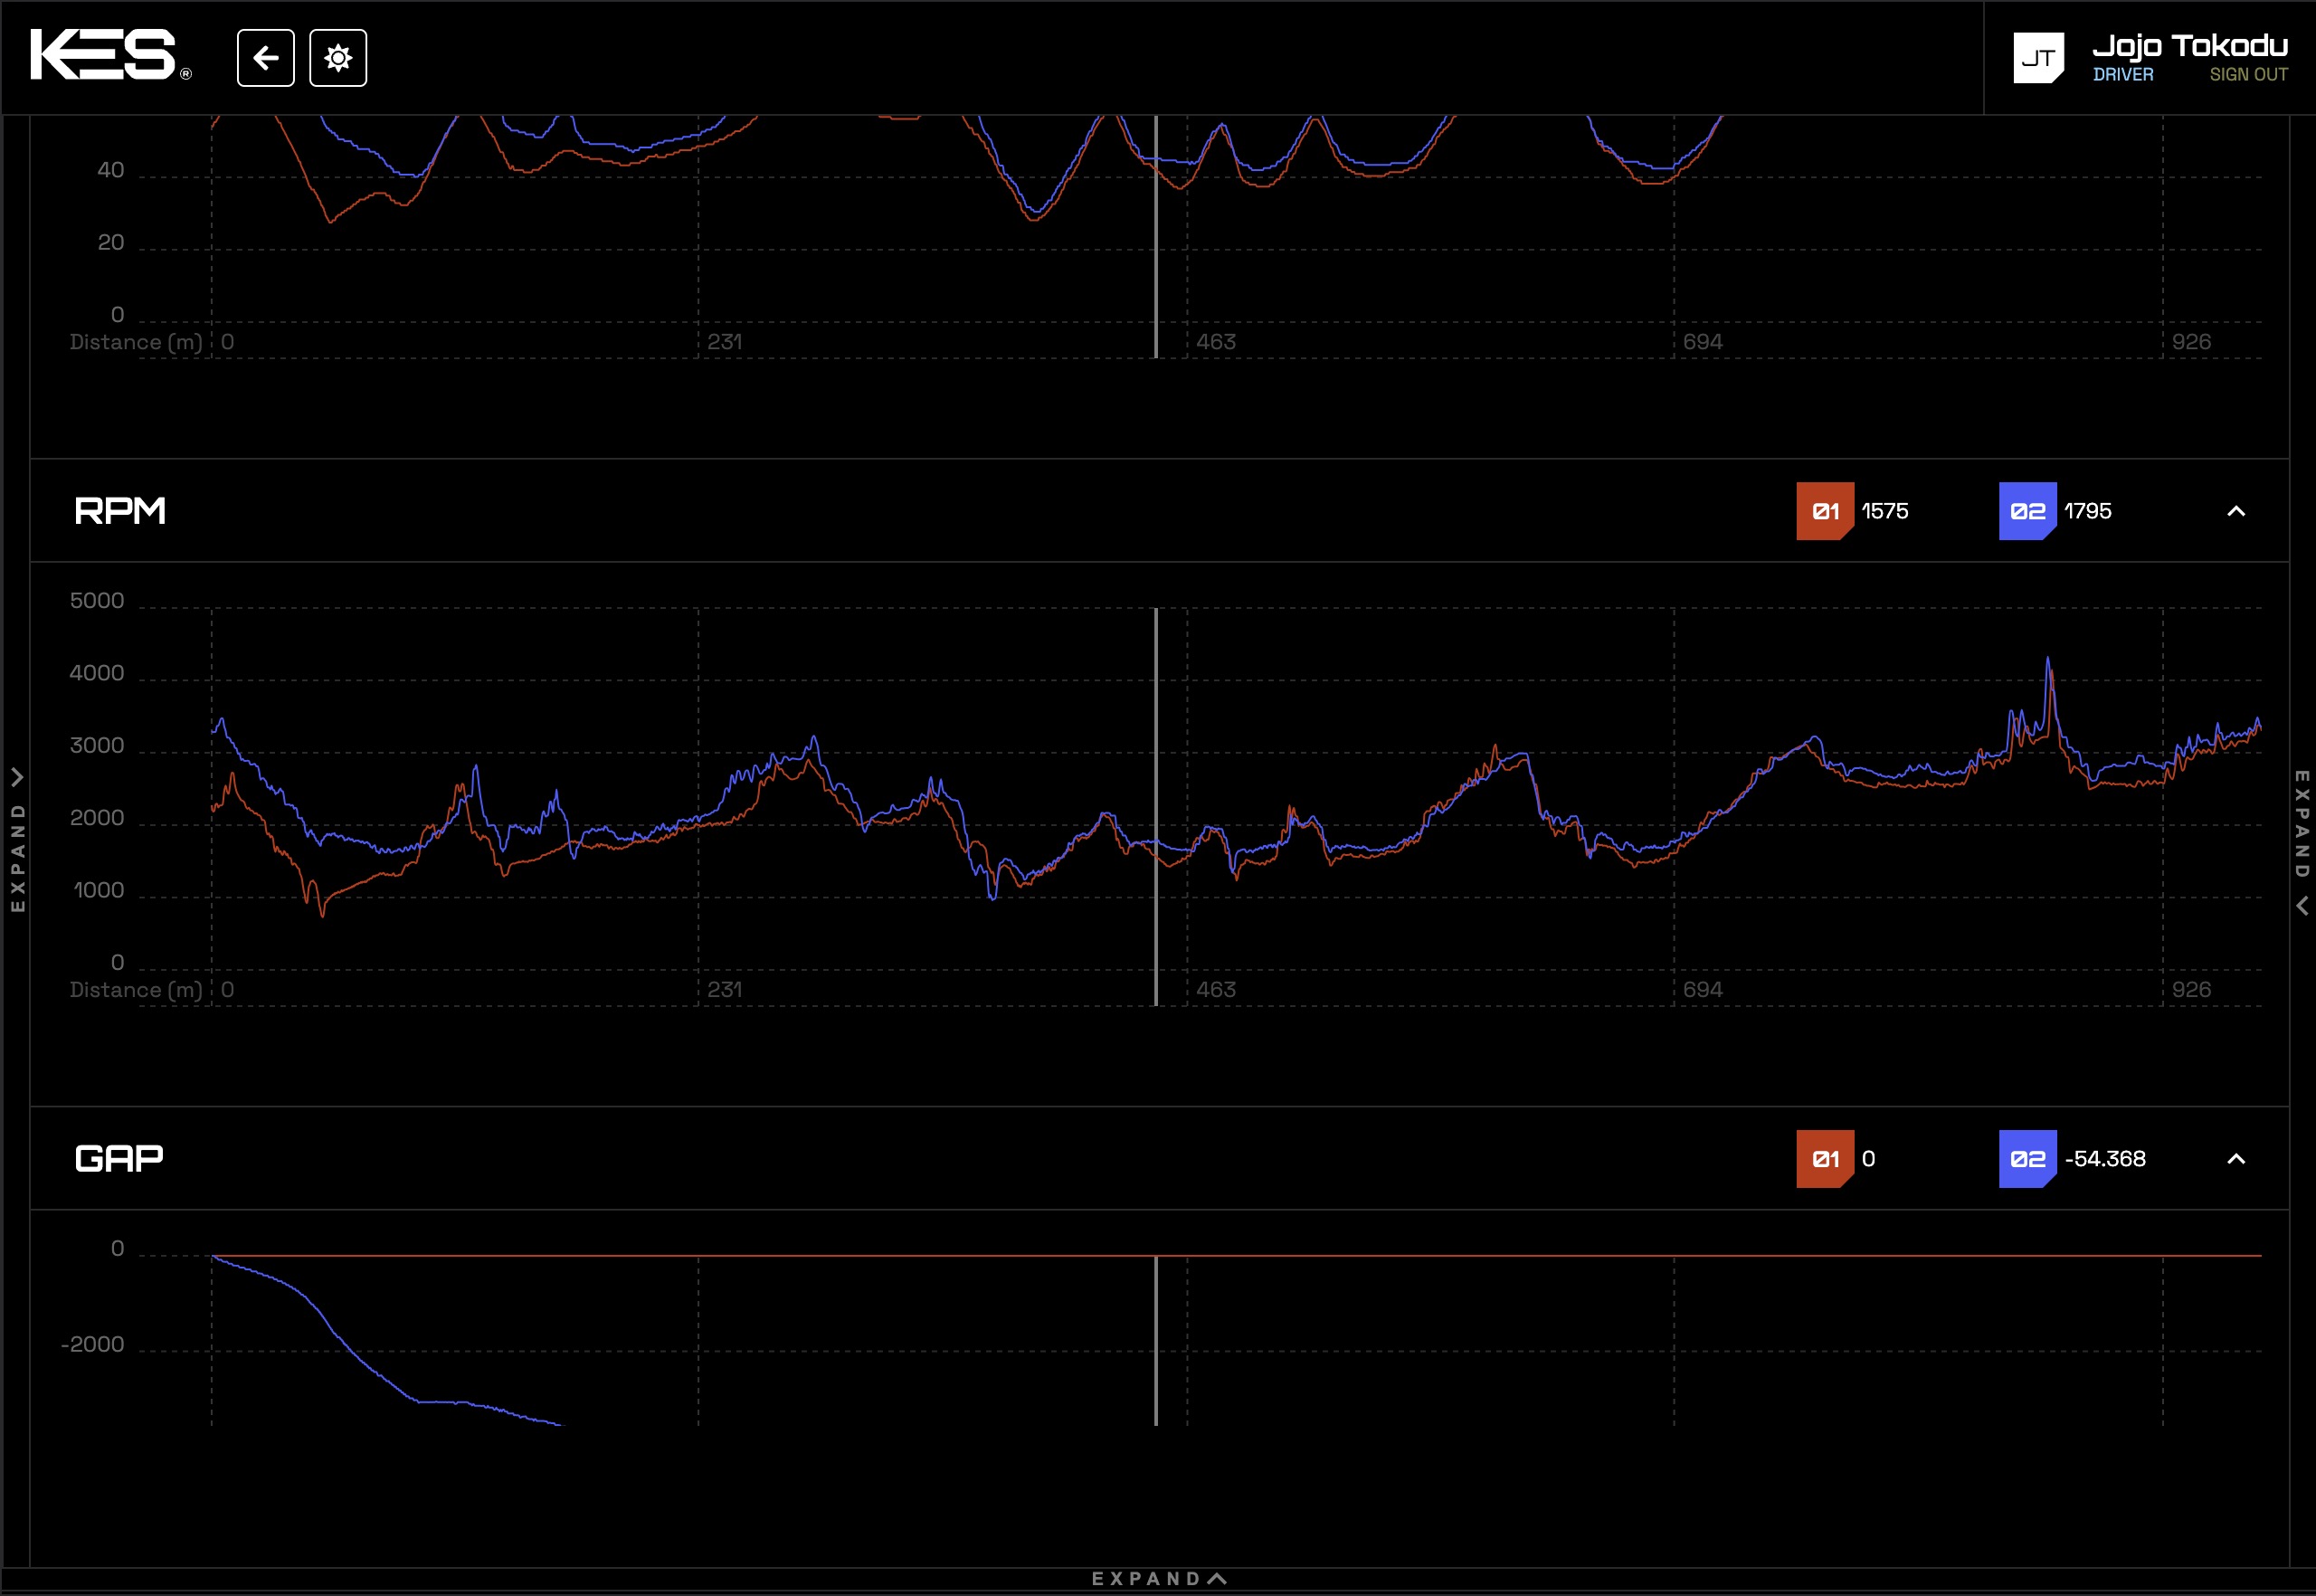 KES®
JT
Jojo Tokodu
DRIVER SIGN OUT
40
20
0
Distance (m) 0 231 463 694 926
RPM
01 1575
02 1795
5000
4000
3000
2000
1000
0
Distance (m) 0 231 463 694 926
GAP
01 0
02 -54.368
0
-2000
EXPAND
EXPAND
EXPAND